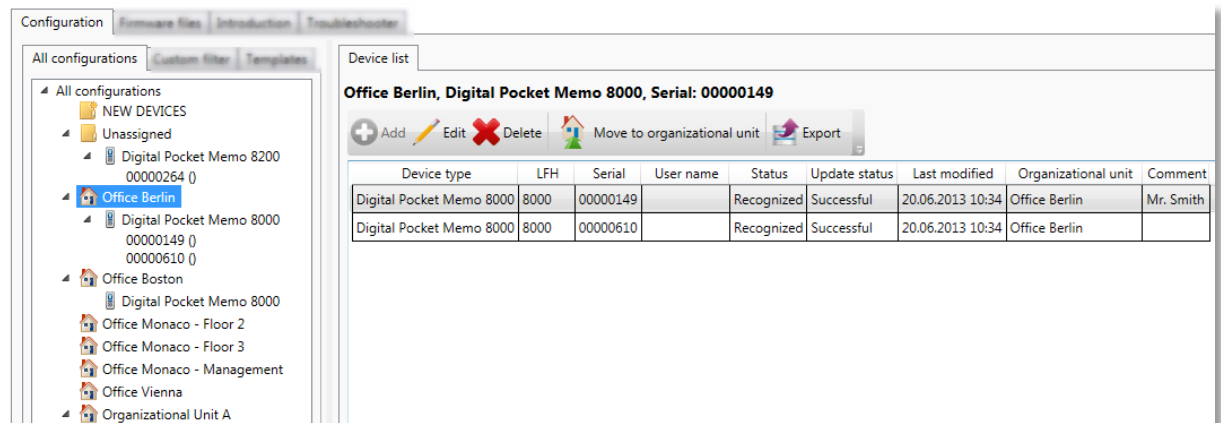 Configuration Firmware files Introduction Troubleshooter
All configurations Custom filter Templates
All configurations
NEW DEVICES
Unassigned
Digital Pocket Memo 8200
00000264 ()
Office Berlin
Digital Pocket Memo 8000
00000149 ()
00000610 ()
Office Boston
Digital Pocket Memo 8000
Office Monaco - Floor 2
Office Monaco - Floor 3
Office Monaco - Management
Office Vienna
Organizational Unit A
Device list
Office Berlin, Digital Pocket Memo 8000, Serial: 00000149
Add Edit Delete Move to organizational unit Export
Device type LFH Serial User name Status Update status Last modified Organizational unit Comment
Digital Pocket Memo 8000 8000 00000149 Recognized Successful 20.06.2013 10:34 Office Berlin Mr. Smith
Digital Pocket Memo 8000 8000 00000610 Recognized Successful 20.06.2013 10:34 Office Berlin